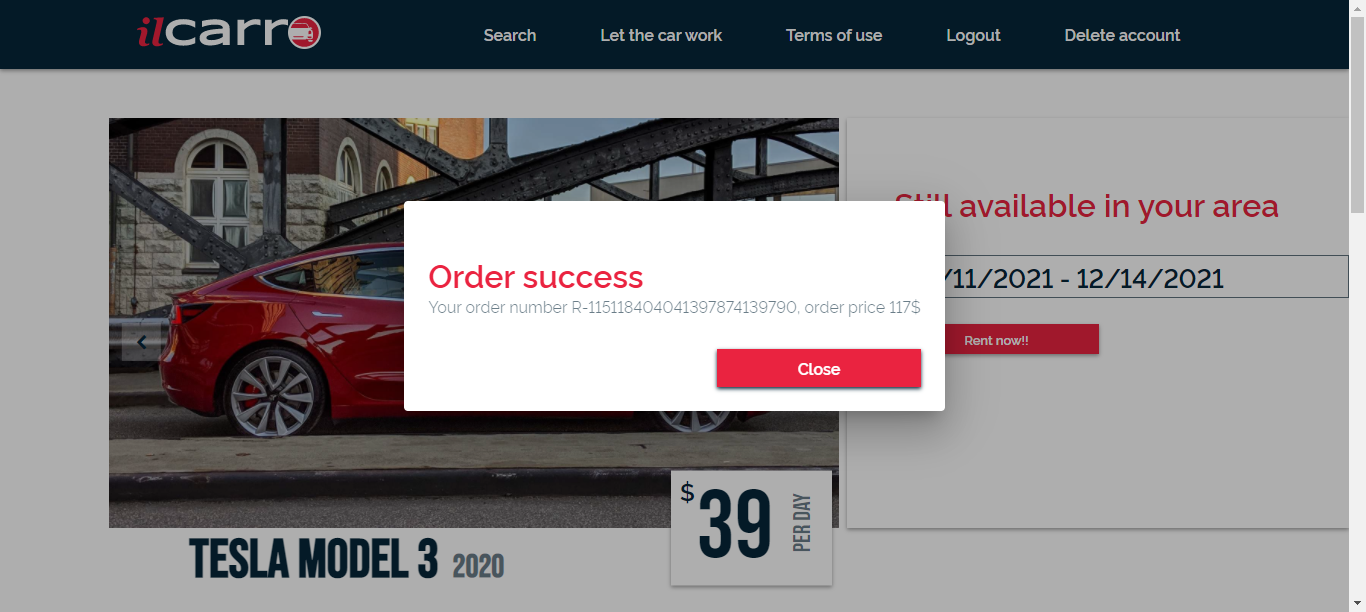 ilcarro
Search Let the car work Terms of use Logout Delete account
Still available in your area
/11/2021 - 12/14/2021
Rent now!!
Order success
Your order number R-115118404041397874139790, order price 117$
Close
$39 PER DAY
TESLA MODEL 3 2020